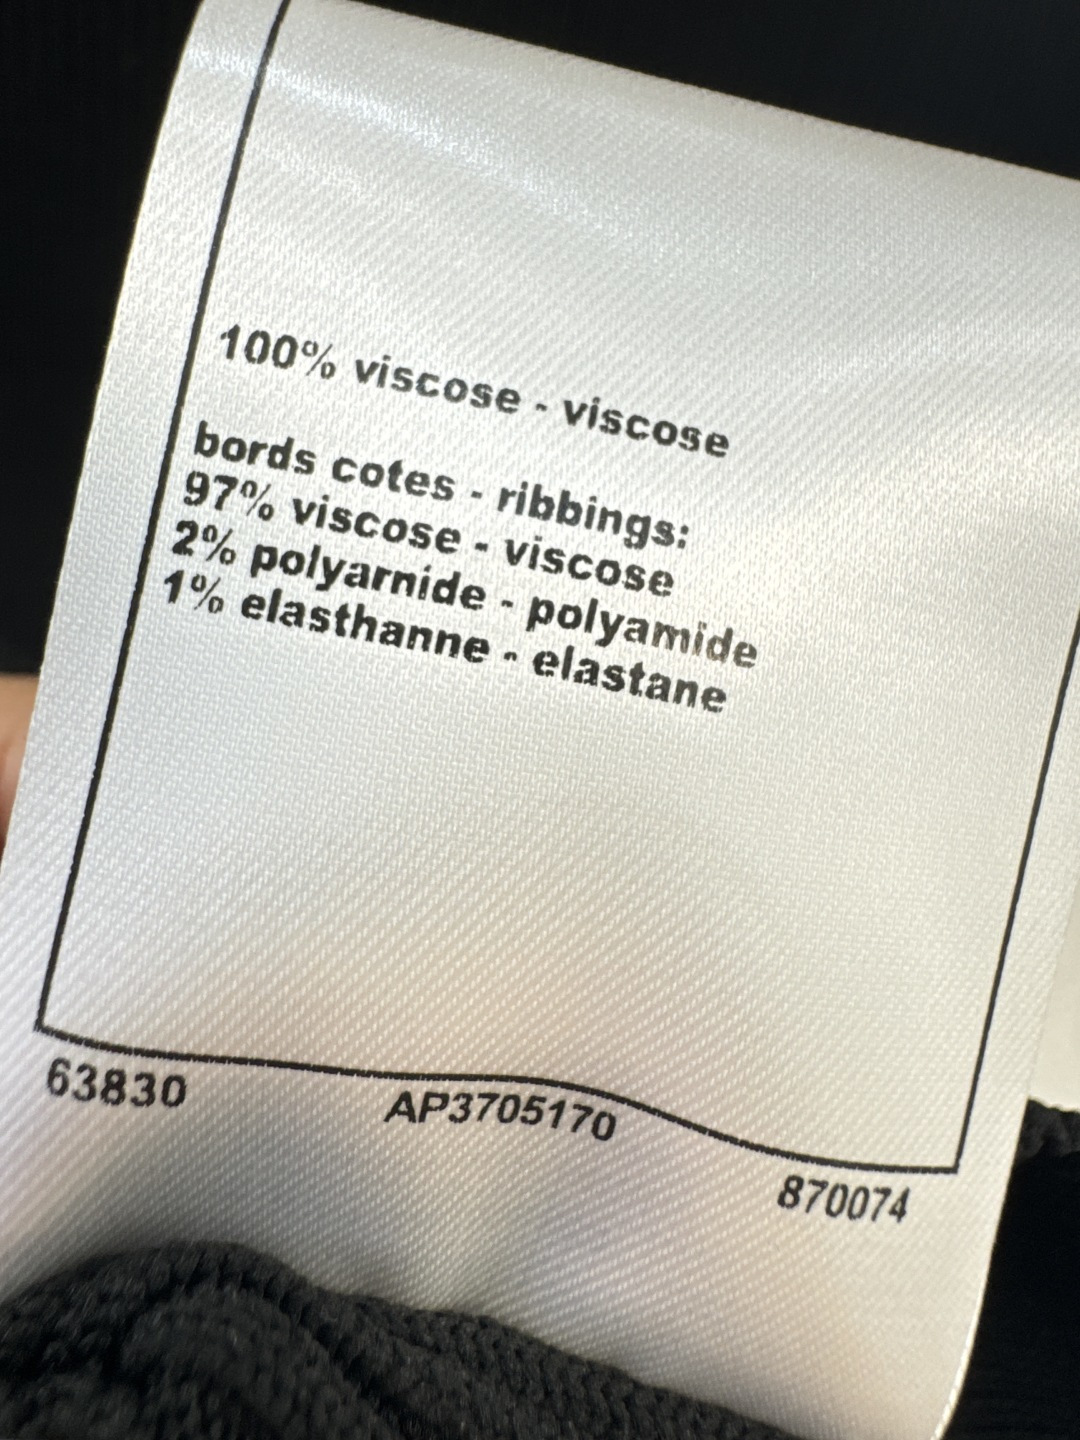 100% viscose - viscose
bords cotes - ribbings:
97% viscose - viscose
2% polyarnide - polyamide
1% elasthanne - elastane
63830
AP3705170
870074